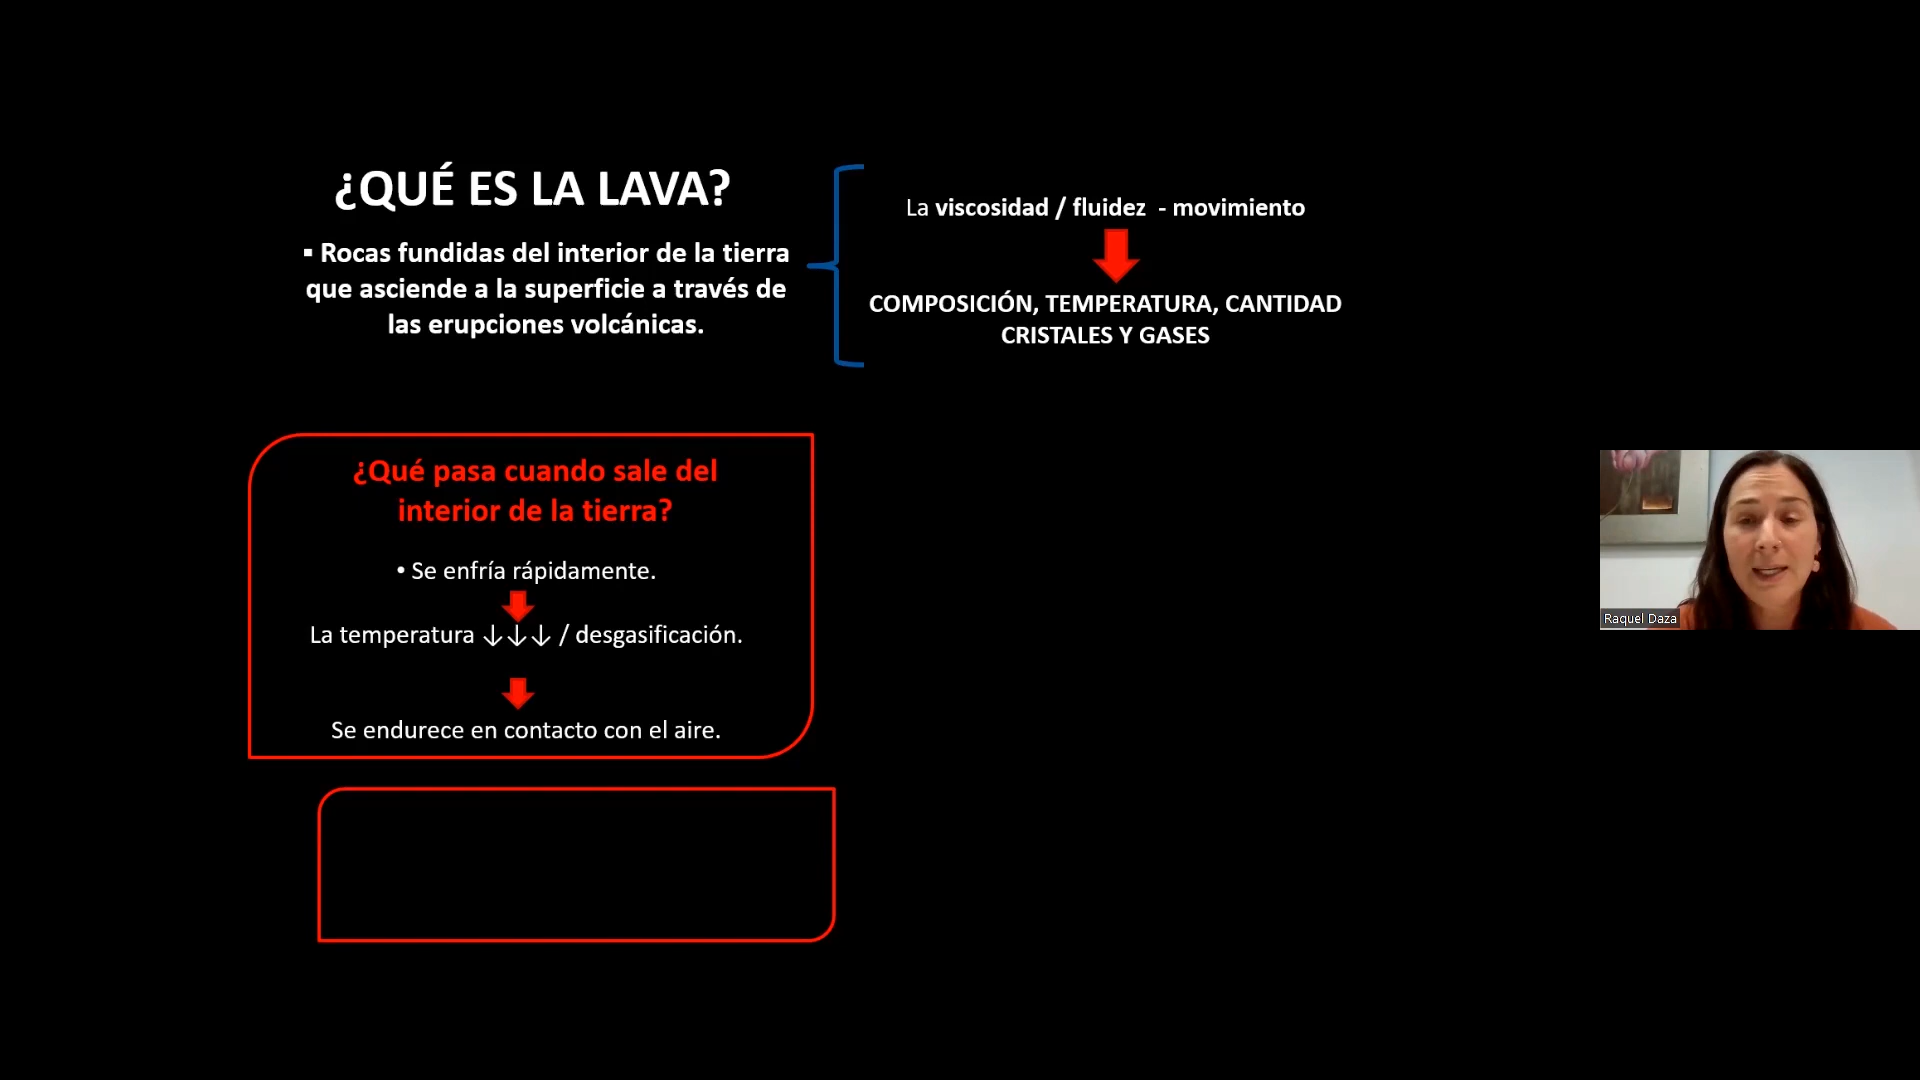 ¿QUÉ ES LA LAVA?
▪ Rocas fundidas del interior de la tierra
que asciende a la superficie a través de
las erupciones volcánicas.
La viscosidad / fluidez - movimiento
COMPOSICIÓN, TEMPERATURA, CANTIDAD
CRISTALES Y GASES
¿Qué pasa cuando sale del
interior de la tierra?
• Se enfría rápidamente.
La temperatura ↓↓↓ / desgasificación.
Se endurece en contacto con el aire.
Raquel Daza